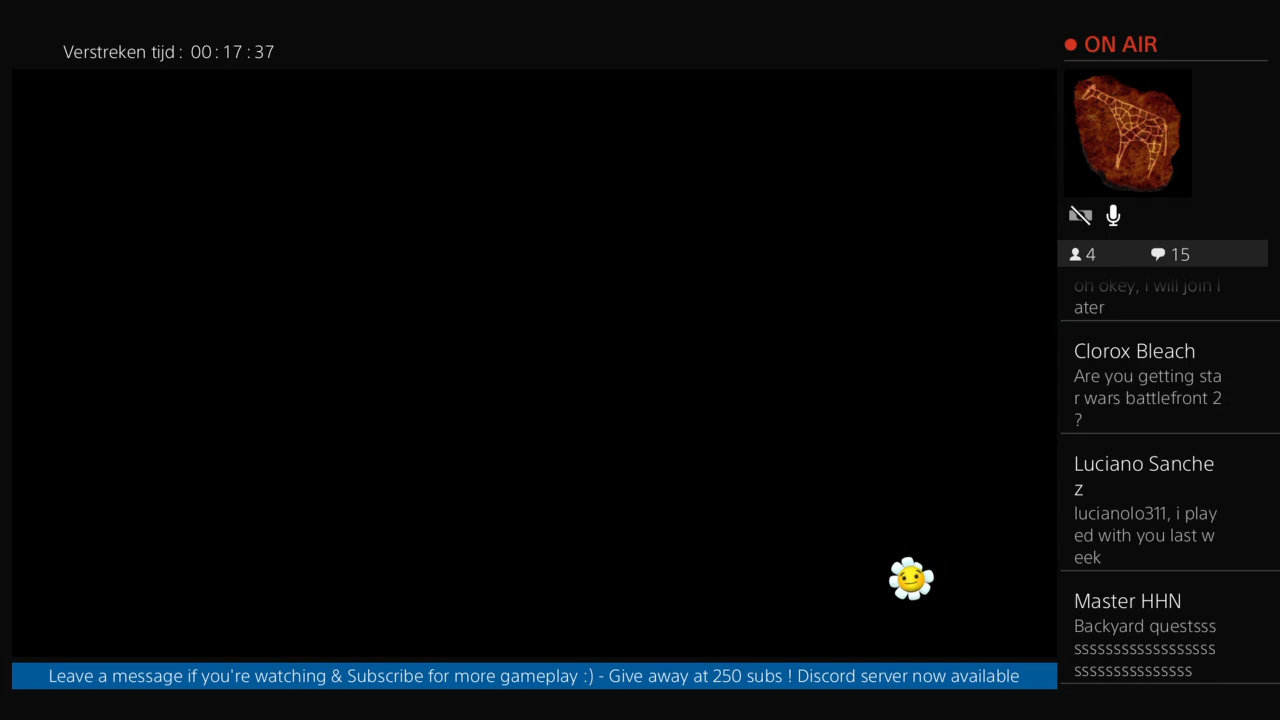 Verstreken tijd : 00 : 17 : 37
ON AIR
4 15
oh okey, i will join l
ater
Clorox Bleach
Are you getting sta
r wars battlefront 2
?
Luciano Sanche
z
lucianolo311, i play
ed with you last w
eek
Master HHN
Backyard questsss
ssssssssssssssssss
sssssssssssssss
Leave a message if you're watching & Subscribe for more gameplay :) - Give away at 250 subs ! Discord server now available